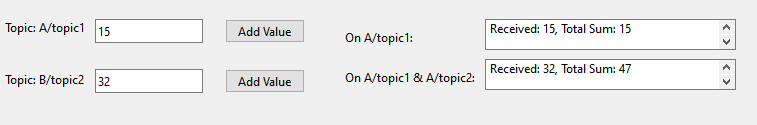 Topic: A/topic1 15 Add Value On A/topic1: Received: 15, Total Sum: 15
Topic: B/topic2 32 Add Value On A/topic1 & A/topic2: Received: 32, Total Sum: 47